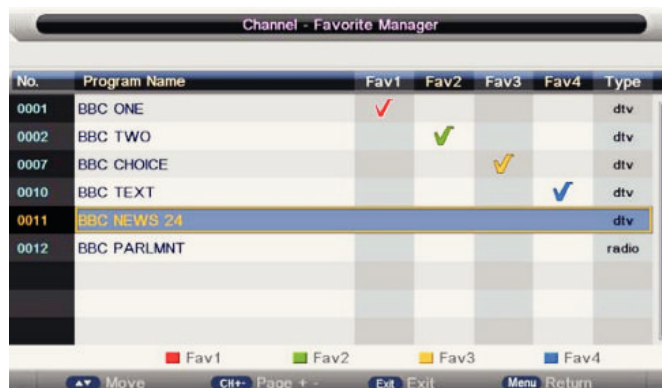 Channel - Favorite Manager
No. Program Name Fav1 Fav2 Fav3 Fav4 Type
0001 BBC ONE dtv
0002 BBC TWO dtv
0007 BBC CHOICE dtv
0010 BBC TEXT dtv
0011 BBC NEWS 24 dtv
0012 BBC PARLMNT radio
Fav1 Fav2 Fav3 Fav4
Move CH+- Page + - Exit Exit Menu Return